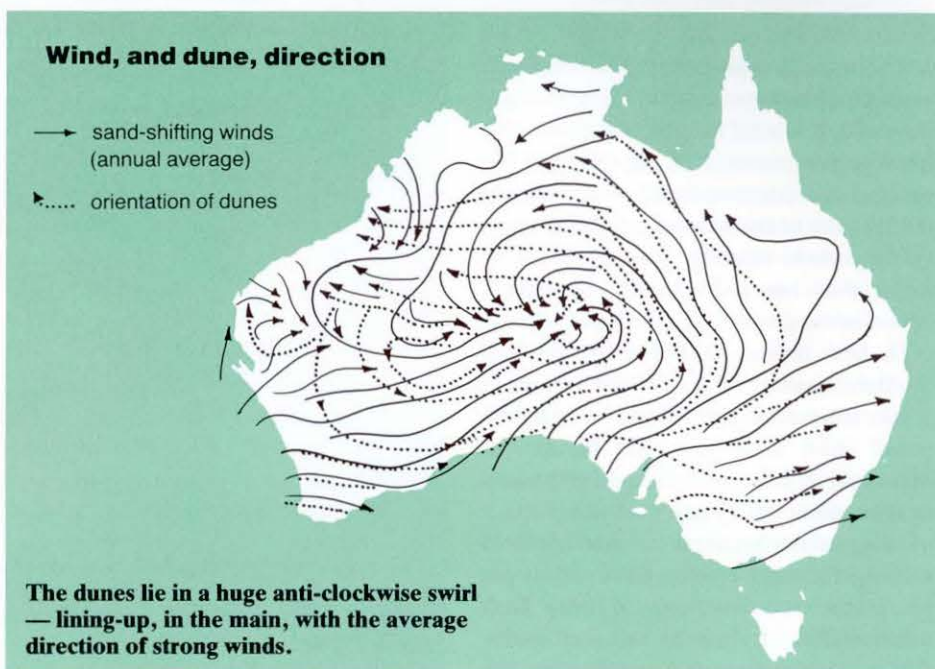 Wind, and dune, direction
sand-shifting winds
(annual average)
orientation of dunes
The dunes lie in a huge anti-clockwise swirl
— lining-up, in the main, with the average
direction of strong winds.